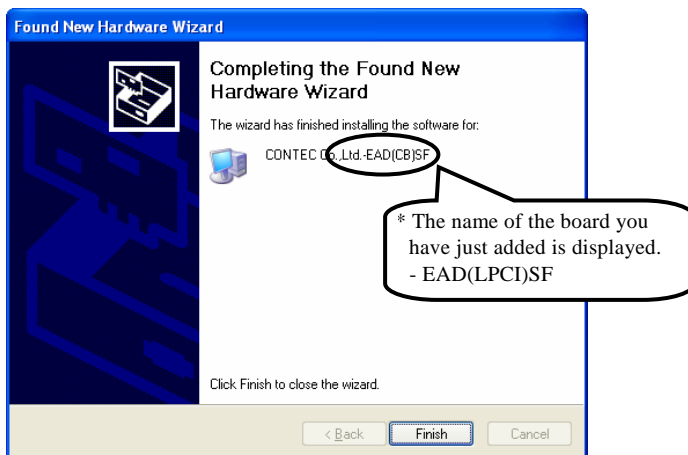 Found New Hardware Wizard
Completing the Found New
Hardware Wizard
The wizard has finished installing the software for:
CONTEC Co.,Ltd.-EAD(CB)SF
* The name of the board you
have just added is displayed.
- EAD(LPCI)SF
Click Finish to close the wizard.
< Back
Finish
Cancel